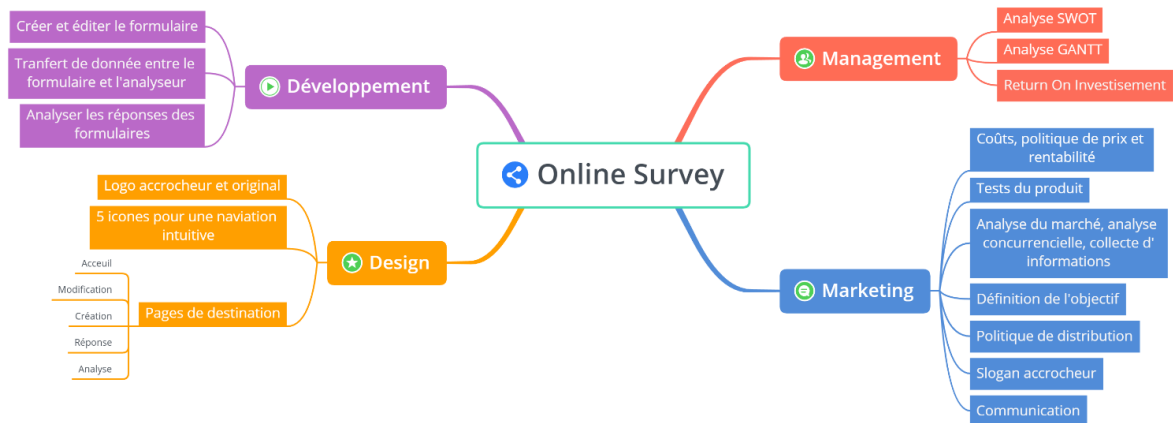 Online Survey
Développement
Créer et éditer le formulaire
Tranfert de donnée entre le
formulaire et l'analyseur
Analyser les réponses des
formulaires
Design
Logo accrocheur et original
5 icones pour une naviation
intuitive
Pages de destination
Acceuil
Modification
Création
Réponse
Analyse
Management
Analyse SWOT
Analyse GANTT
Return On Investisement
Marketing
Coûts, politique de prix et
rentabilité
Tests du produit
Analyse du marché, analyse
concurrencielle, collecte d'
informations
Définition de l'objectif
Politique de distribution
Slogan accrocheur
Communication